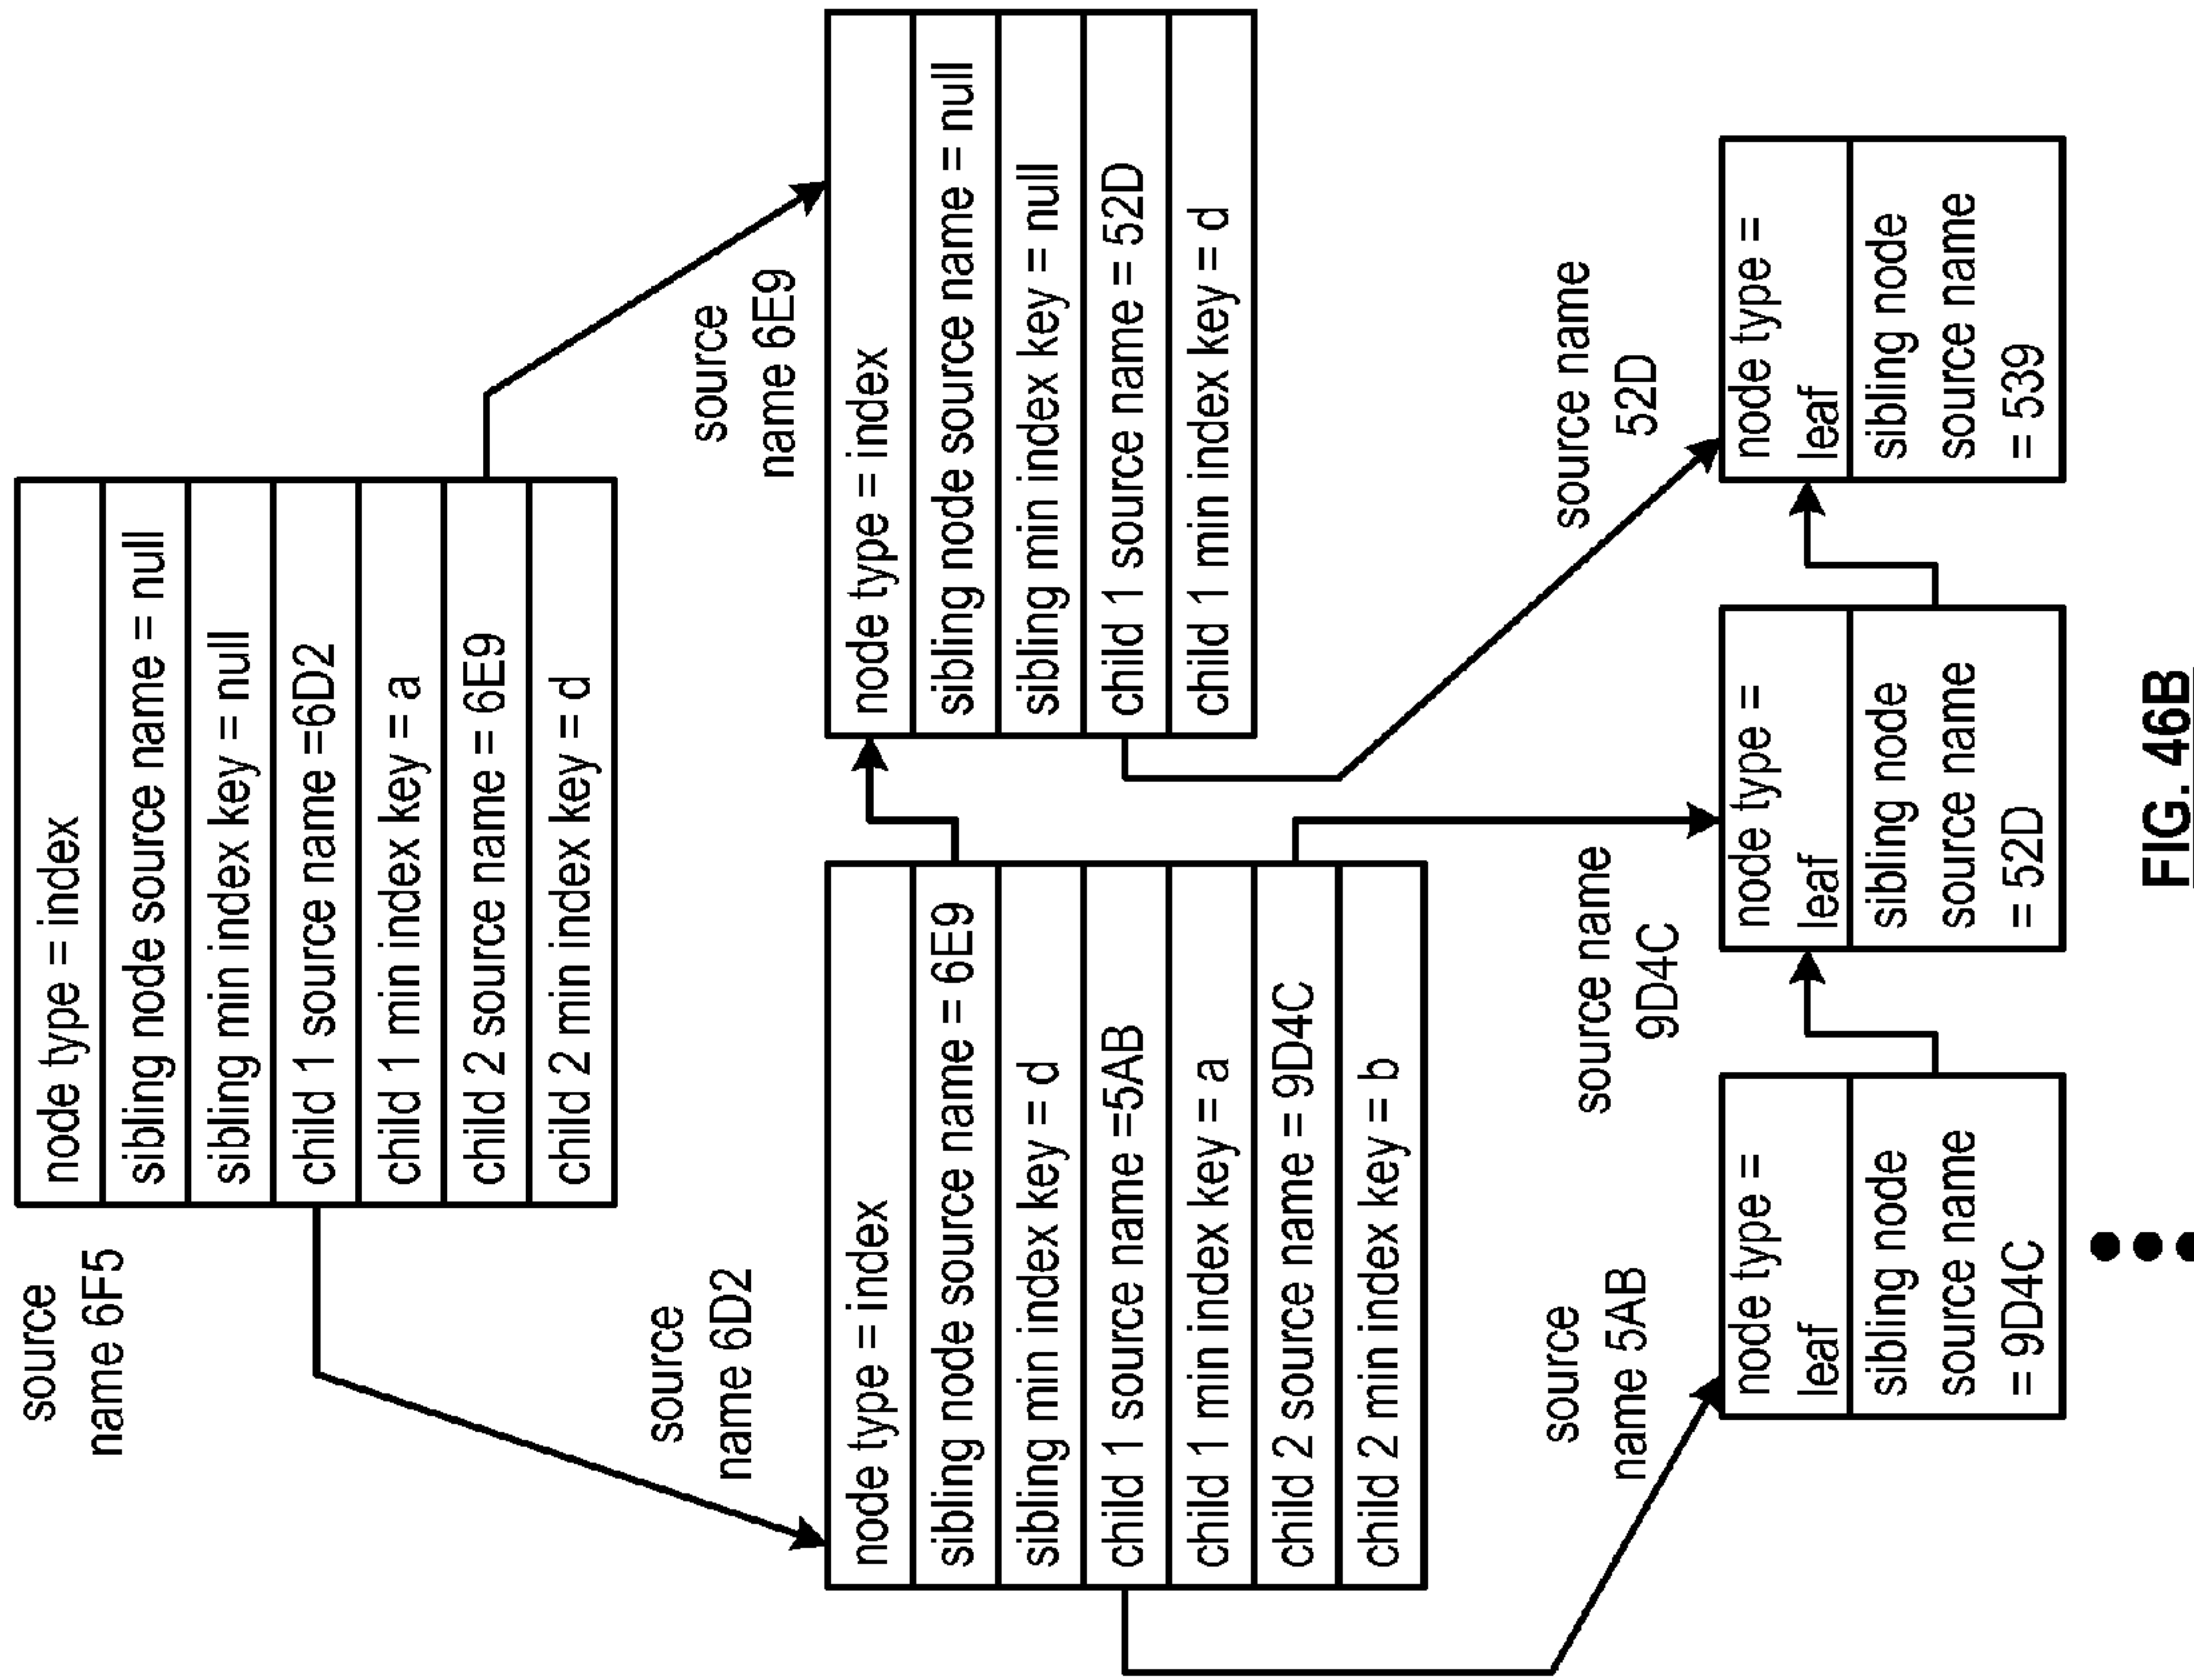 source
name 6F5
node type = index
sibling node source name = null
sibling min index key = null
child 1 source name =6D2
child 1 min index key = a
child 2 source name = 6E9
child 2 min index key = d
source
name 6D2
node type = index
sibling node source name = 6E9
sibling min index key = d
child 1 source name =5AB
child 1 min index key = a
child 2 source name = 9D4C
child 2 min index key = b
source
name 6E9
node type = index
sibling node source name = null
sibling min index key = null
child 1 source name = 52D
child 1 min index key = d
source
name 5AB
node type =
leaf
sibling node
source name
= 9D4C
source name
9D4C
node type =
leaf
sibling node
source name
= 52D
source name
52D
node type =
leaf
sibling node
source name
= 539
FIG. 46B